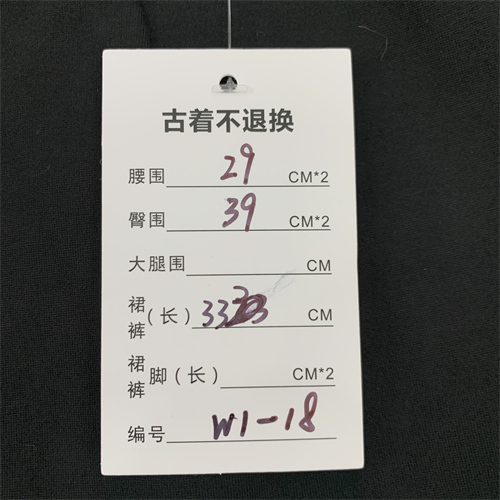 古着不退换
腰围 29 CM*2
臀围 39 CM*2
大腿围 CM
裙裤(长) 33 CM
裙裤脚(长) CM*2
编号 W1-18